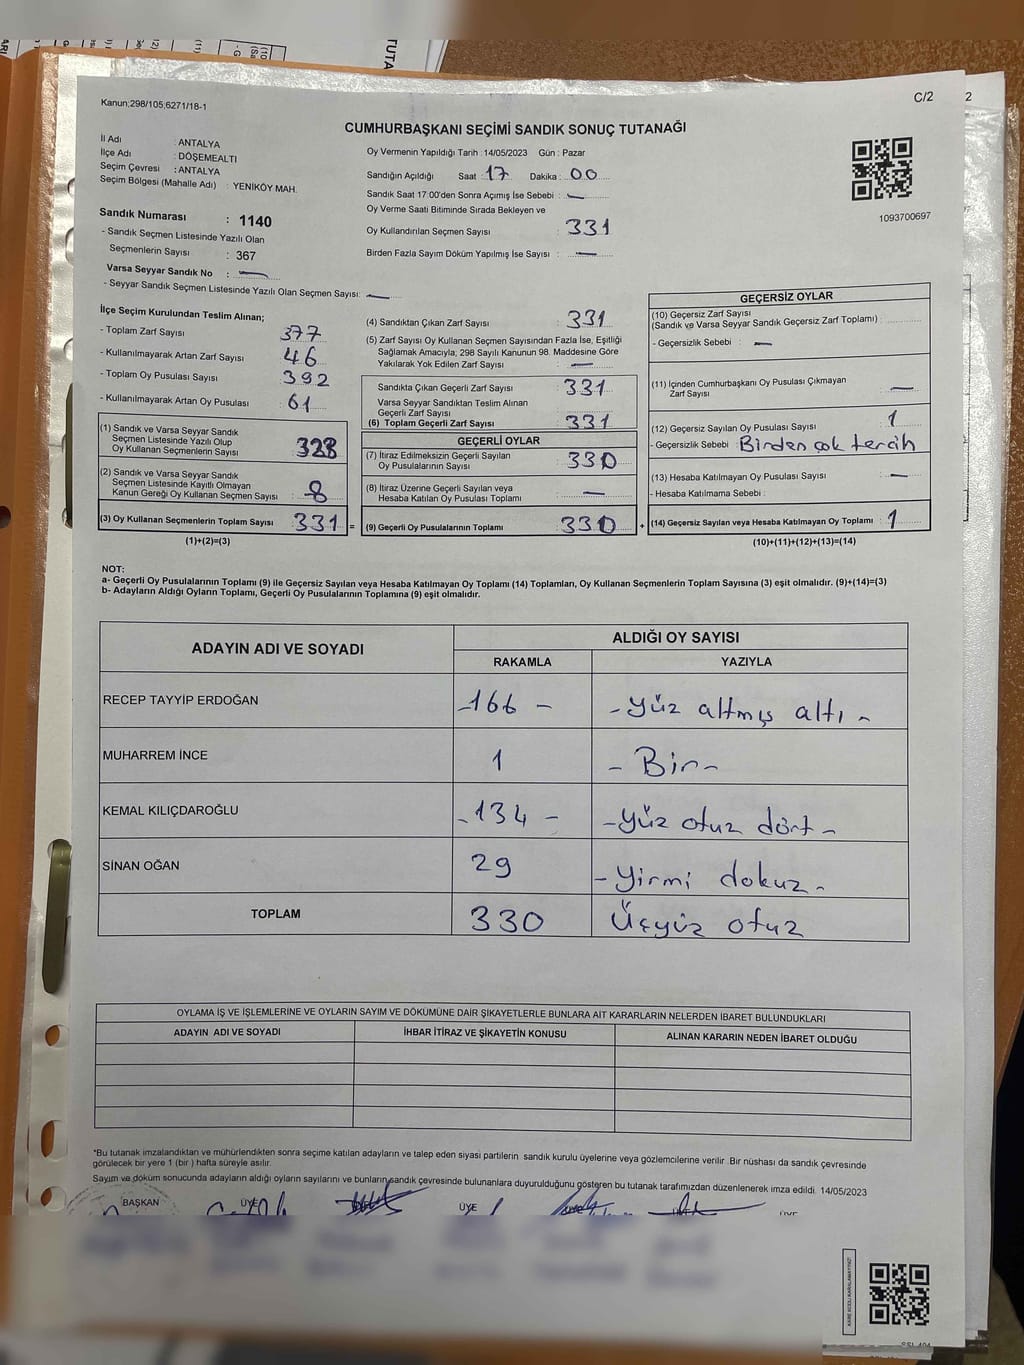 Kanun;298/105;6271/18-1
C/2
2
CUMHURBAŞKANI SEÇİMİ SANDIK SONUÇ TUTANAĞI
İl Adı : ANTALYA
İlçe Adı : DÖŞEMEALTI
Seçim Çevresi : ANTALYA
Seçim Bölgesi (Mahalle Adı) : YENİKÖY MAH.
Sandık Numarası : 1140
- Sandık Seçmen Listesinde Yazılı Olan
Seçmenlerin Sayısı : 367
Varsa Seyyar Sandık No : —
- Seyyar Sandık Seçmen Listesinde Yazılı Olan Seçmen Sayısı: —
Oy Vermenin Yapıldığı Tarih : 14/05/2023 Gün : Pazar
Sandığın Açıldığı Saat : 17 Dakika : 00
Sandık Saat 17:00'den Sonra Açımış İse Sebebi : —
Oy Verme Saati Bitiminde Sırada Bekleyen ve
Oy Kullandırılan Seçmen Sayısı : 331
Birden Fazla Sayım Döküm Yapılmış İse Sayısı : —
1093700697
İlçe Seçim Kurulundan Teslim Alınan;
- Toplam Zarf Sayısı : 377
- Kullanılmayarak Artan Zarf Sayısı : 46
- Toplam Oy Pusulası Sayısı : 392
- Kullanılmayarak Artan Oy Pusulası : 61
(1) Sandık ve Varsa Seyyar Sandık
Seçmen Listesinde Yazılı Olup
Oy Kullanan Seçmenlerin Sayısı : 328
(2) Sandık ve Varsa Seyyar Sandık
Seçmen Listesinde Kayıtlı Olmayan
Kanun Gereği Oy Kullanan Seçmen Sayısı : 8
(3) Oy Kullanan Seçmenlerin Toplam Sayısı : 331 =
(1)+(2)=(3)
(4) Sandıktan Çıkan Zarf Sayısı : 331
(5) Zarf Sayısı Oy Kullanan Seçmen Sayısından Fazla İse, Eşitliği
Sağlamak Amacıyla; 298 Sayılı Kanunun 98. Maddesine Göre
Yakılarak Yok Edilen Zarf Sayısı : —
Sandıkta Çıkan Geçerli Zarf Sayısı : 331
Varsa Seyyar Sandıktan Teslim Alınan
Geçerli Zarf Sayısı
(6) Toplam Geçerli Zarf Sayısı : 331
GEÇERLİ OYLAR
(7) İtiraz Edilmeksizin Geçerli Sayılan
Oy Pusulalarının Sayısı : 330
(8) İtiraz Üzerine Geçerli Sayılan veya
Hesaba Katılan Oy Pusulası Toplamı : —
(9) Geçerli Oy Pusulalarının Toplamı : 330 +
GEÇERSİZ OYLAR
(10) Geçersiz Zarf Sayısı
(Sandık ve Varsa Seyyar Sandık Geçersiz Zarf Toplamı) :
- Geçersizlik Sebebi : —
(11) İçinden Cumhurbaşkanı Oy Pusulası Çıkmayan
Zarf Sayısı : —
(12) Geçersiz Sayılan Oy Pusulası Sayısı : 1
- Geçersizlik Sebebi : Birden çok tercih
(13) Hesaba Katılmayan Oy Pusulası Sayısı : —
- Hesaba Katılmama Sebebi :
(14) Geçersiz Sayılan veya Hesaba Katılmayan Oy Toplamı : 1
(10)+(11)+(12)+(13)=(14)
NOT:
a- Geçerli Oy Pusulalarının Toplamı (9) ile Geçersiz Sayılan veya Hesaba Katılmayan Oy Toplamı (14) Toplamları, Oy Kullanan Seçmenlerin Toplam Sayısına (3) eşit olmalıdır. (9)+(14)=(3)
b- Adayların Aldığı Oyların Toplamı, Geçerli Oy Pusulalarının Toplamına (9) eşit olmalıdır.
ADAYIN ADI VE SOYADI ALDIĞI OY SAYISI
RAKAMLA YAZIYLA
RECEP TAYYİP ERDOĞAN -166- -Yüz altmış altı-
MUHARREM İNCE 1 -Bir-
KEMAL KILIÇDAROĞLU -134- -Yüz otuz dört-
SİNAN OĞAN 29 -Yirmi dokuz-
TOPLAM 330 Üçyüz otuz
OYLAMA İŞ VE İŞLEMLERİNE VE OYLARIN SAYIM VE DÖKÜMÜNE DAİR ŞİKAYETLERLE BUNLARA AİT KARARLARIN NELERDEN İBARET BULUNDUKLARI
ADAYIN ADI VE SOYADI İHBAR İTİRAZ VE ŞİKAYETİN KONUSU ALINAN KARARIN NEDEN İBARET OLDUĞU
*Bu tutanak imzalandıktan ve mühürlendikten sonra seçime katılan adayların ve talep eden siyasi partilerin sandık kurulu üyelerine veya gözlemcilerine verilir .Bir nüshası da sandık çevresinde
görülecek bir yere 1 (bir ) hafta süreyle asılır.
Sayım ve döküm sonucunda adayların aldığı oyların sayılarını ve bunların sandık çevresinde bulunanlara duyurulduğunu gösteren bu tutanak tarafımızdan düzenlenerek imza edildi. 14/05/2023
BAŞKAN ÜYE ÜYE ÜYE
KARE KODU KARALAMAYINIZ!